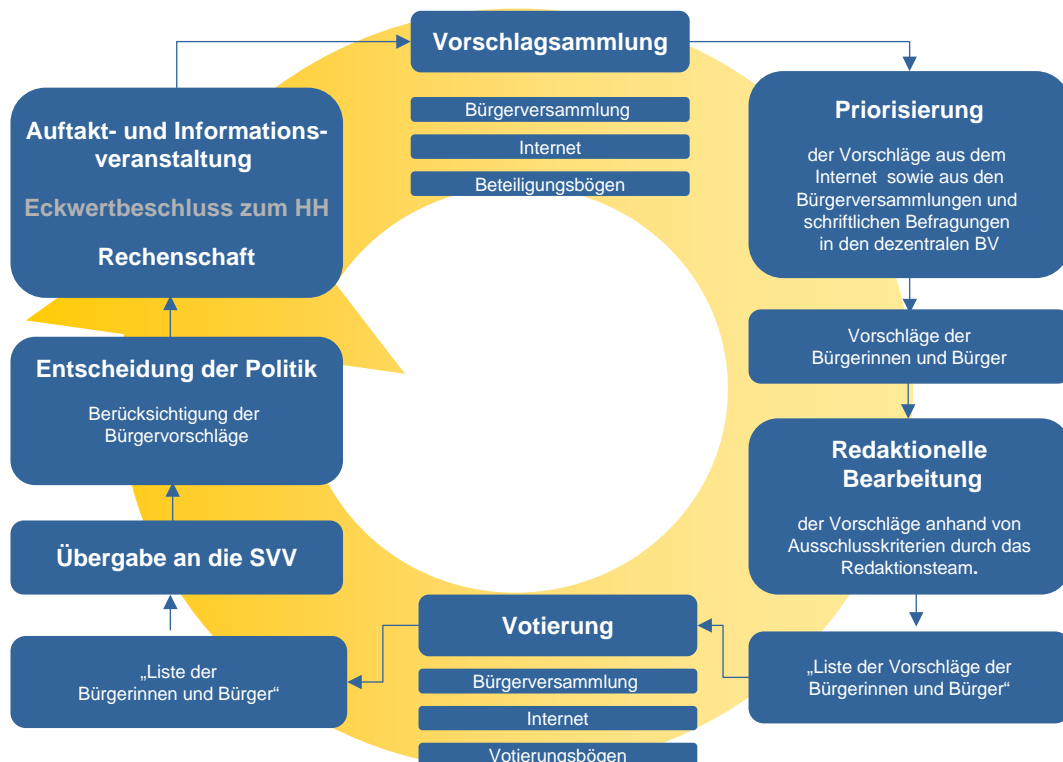 Vorschlagsammlung
Bürgerversammlung
Internet
Beteiligungsbögen
Priorisierung
der Vorschläge aus dem
Internet sowie aus den
Bürgerversammlungen und
schriftlichen Befragungen
in den dezentralen BV
Vorschläge der
Bürgerinnen und Bürger
Redaktionelle
Bearbeitung
der Vorschläge anhand von
Ausschlusskriterien durch das
Redaktionsteam.
„Liste der Vorschläge der
Bürgerinnen und Bürger“
Votierung
Bürgerversammlung
Internet
Votierungsbögen
„Liste der
Bürgerinnen und Bürger“
Übergabe an die SVV
Entscheidung der Politik
Berücksichtigung der
Bürgervorschläge
Auftakt- und Informations-
veranstaltung
Eckwertbeschluss zum HH
Rechenschaft